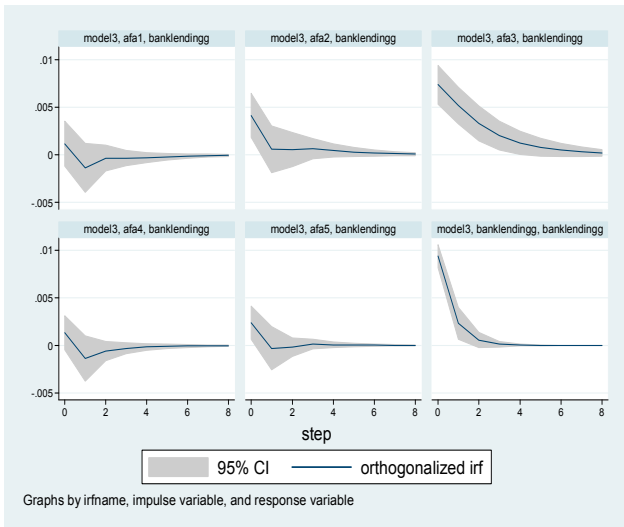 model3, afa1, banklendingg
model3, afa2, banklendingg
model3, afa3, banklendingg
.01
.005
0
-.005
model3, afa4, banklendingg
model3, afa5, banklendingg
model3, banklendingg, banklendingg
.01
.005
0
-.005
0 2 4 6 8
0 2 4 6 8
0 2 4 6 8
step
95% CI
orthogonalized irf
Graphs by irfname, impulse variable, and response variable